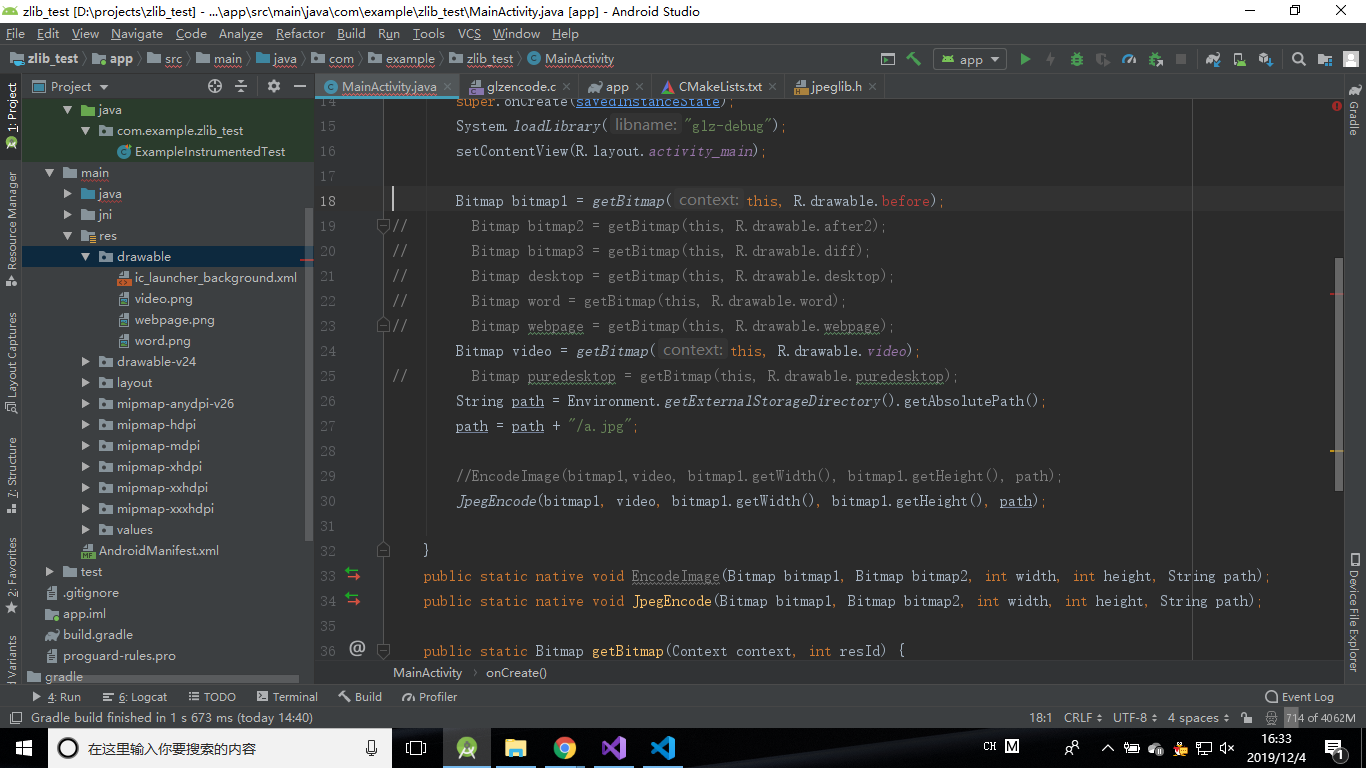 zlib_test [D:\projects\zlib_test] - ...\app\src\main\java\com\example\zlib_test\MainActivity.java [app] - Android Studio
File Edit View Navigate Code Analyze Refactor Build Run Tools VCS Window Help
zlib_test app src main java com example zlib_test MainActivity app
Project
MainActivity.java glzencode.c app CMakeLists.txt jpeglib.h
1: Project
Resource Manager
Layout Captures
7: Structure
2: Favorites
Variants
java
com.example.zlib_test
ExampleInstrumentedTest
main
java
jni
res
drawable
ic_launcher_background.xml
video.png
webpage.png
word.png
drawable-v24
layout
mipmap-anydpi-v26
mipmap-hdpi
mipmap-mdpi
mipmap-xhdpi
mipmap-xxhdpi
mipmap-xxxhdpi
values
AndroidManifest.xml
test
.gitignore
app.iml
build.gradle
proguard-rules.pro
gradle
14 super.onCreate(savedInstanceState);
15 System.loadLibrary( libname: "glz-debug");
16 setContentView(R.layout.activity_main);
17
18 Bitmap bitmap1 = getBitmap( context: this, R.drawable.before);
19 // Bitmap bitmap2 = getBitmap(this, R.drawable.after2);
20 // Bitmap bitmap3 = getBitmap(this, R.drawable.diff);
21 // Bitmap desktop = getBitmap(this, R.drawable.desktop);
22 // Bitmap word = getBitmap(this, R.drawable.word);
23 // Bitmap webpage = getBitmap(this, R.drawable.webpage);
24 Bitmap video = getBitmap( context: this, R.drawable.video);
25 // Bitmap puredesktop = getBitmap(this, R.drawable.puredesktop);
26 String path = Environment.getExternalStorageDirectory().getAbsolutePath();
27 path = path + "/a.jpg";
28
29 //EncodeImage(bitmap1,video, bitmap1.getWidth(), bitmap1.getHeight(), path);
30 JpegEncode(bitmap1, video, bitmap1.getWidth(), bitmap1.getHeight(), path);
31
32 }
33 public static native void EncodeImage(Bitmap bitmap1, Bitmap bitmap2, int width, int height, String path);
34 public static native void JpegEncode(Bitmap bitmap1, Bitmap bitmap2, int width, int height, String path);
35
36 @ public static Bitmap getBitmap(Context context, int resId) {
MainActivity onCreate()
Gradle
Device File Explorer
4: Run 6: Logcat TODO Terminal Build Profiler Event Log
Gradle build finished in 1 s 673 ms (today 14:40) 18:1 CRLF UTF-8 4 spaces 714 of 4062M
在这里输入你要搜索的内容
CH M
16:33
2019/12/4
1